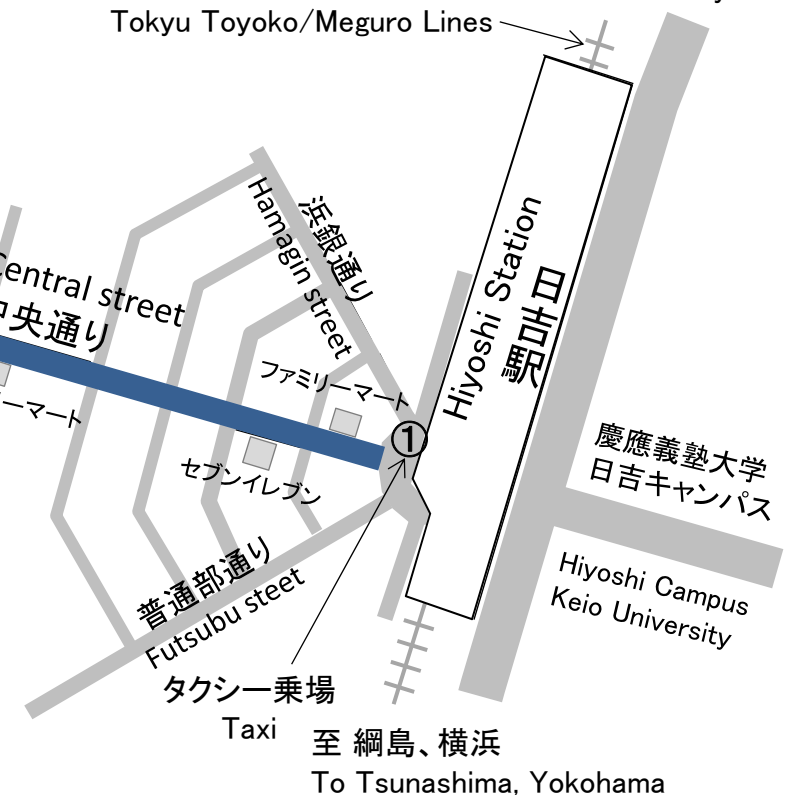 Tokyu Toyoko/Meguro Lines
浜銀通り
Hamagin street
Hiyoshi Station
日吉駅
Central street
中央通り
ファミリーマート
ーマート
セブンイレブン
①
慶應義塾大学
日吉キャンパス
Hiyoshi Campus
Keio University
普通部通り
Futsubu steet
タクシー乗場
Taxi
至 綱島、横浜
To Tsunashima, Yokohama